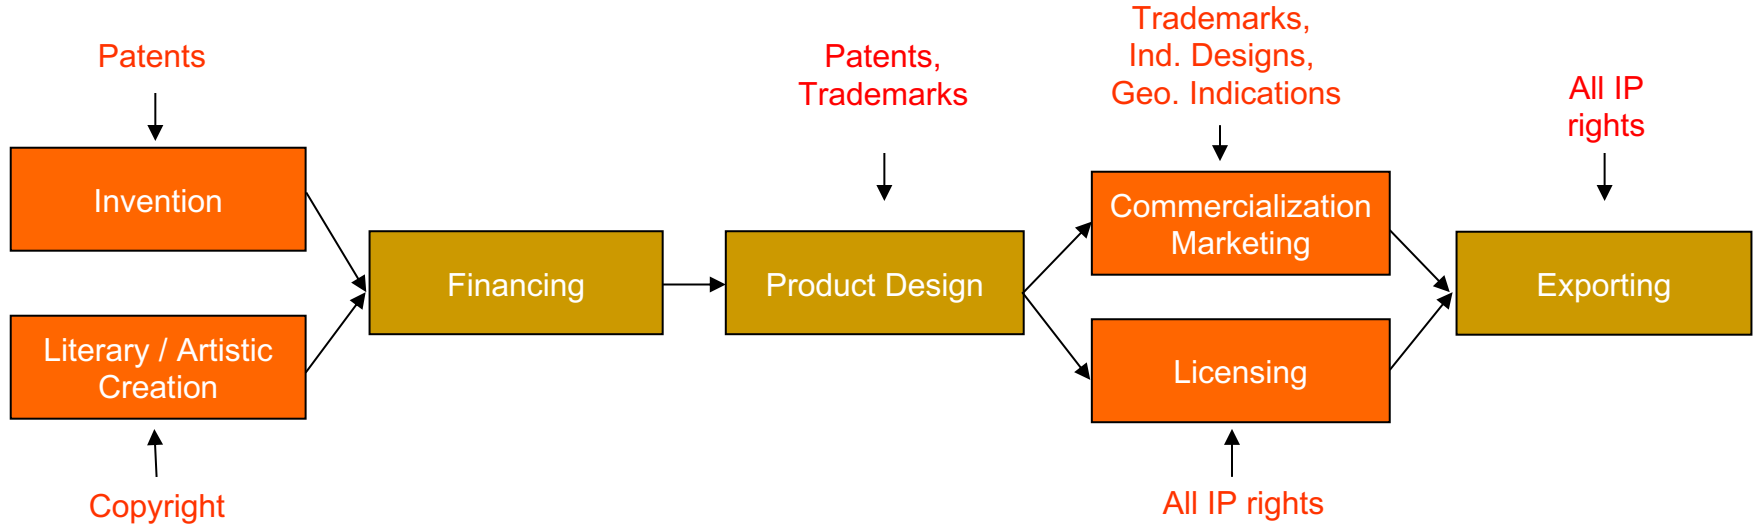 Patents
Patents,
Trademarks
Trademarks,
Ind. Designs,
Geo. Indications
All IP
rights
Invention
Literary / Artistic
Creation
Financing
Product Design
Commercialization
Marketing
Licensing
Exporting
Copyright
All IP rights